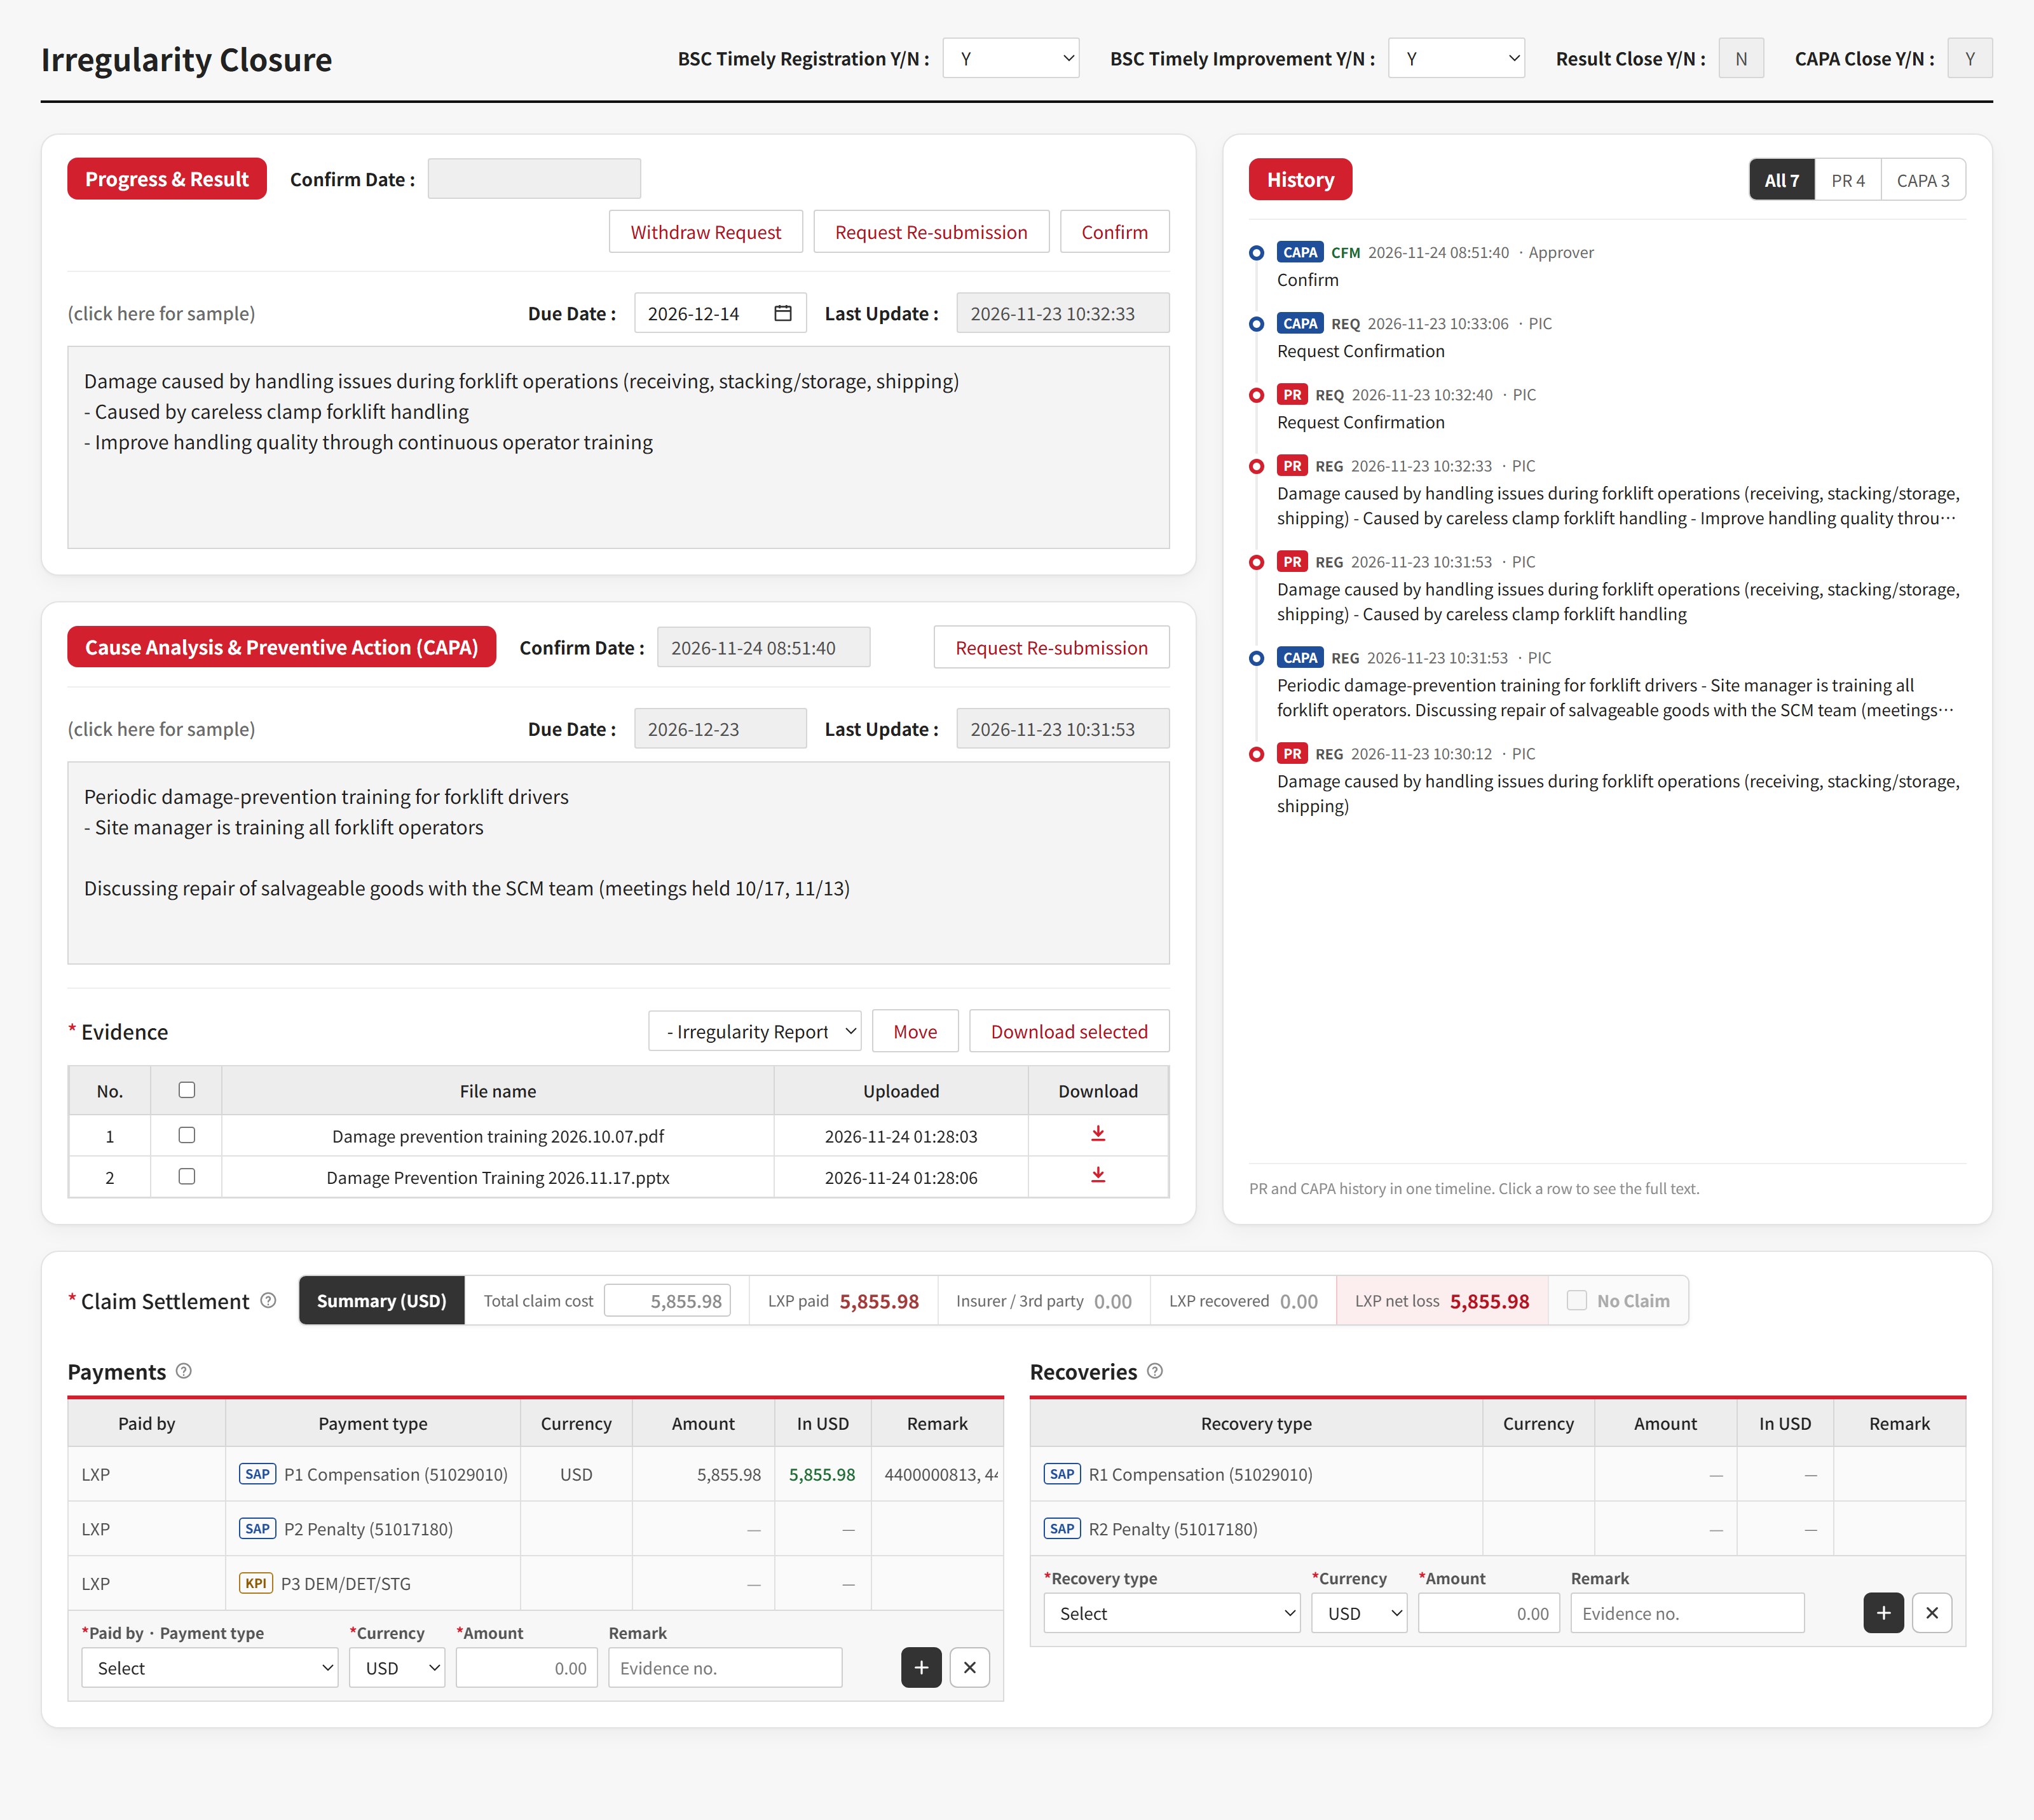 Irregularity Closure
BSC Timely Registration Y/N : Y
BSC Timely Improvement Y/N : Y
Result Close Y/N : N
CAPA Close Y/N : Y
Progress & Result
Confirm Date :
Withdraw Request
Request Re-submission
Confirm
(click here for sample)
Due Date : 2026-12-14
Last Update : 2026-11-23 10:32:33
Damage caused by handling issues during forklift operations (receiving, stacking/storage, shipping)
- Caused by careless clamp forklift handling
- Improve handling quality through continuous operator training
Cause Analysis & Preventive Action (CAPA)
Confirm Date : 2026-11-24 08:51:40
Request Re-submission
(click here for sample)
Due Date : 2026-12-23
Last Update : 2026-11-23 10:31:53
Periodic damage-prevention training for forklift drivers
- Site manager is training all forklift operators
Discussing repair of salvageable goods with the SCM team (meetings held 10/17, 11/13)
* Evidence
- Irregularity Report
Move
Download selected
No. File name Uploaded Download
1 Damage prevention training 2026.10.07.pdf 2026-11-24 01:28:03
2 Damage Prevention Training 2026.11.17.pptx 2026-11-24 01:28:06
History
All 7 PR 4 CAPA 3
CAPA CFM 2026-11-24 08:51:40 · Approver
Confirm
CAPA REQ 2026-11-23 10:33:06 · PIC
Request Confirmation
PR REQ 2026-11-23 10:32:40 · PIC
Request Confirmation
PR REG 2026-11-23 10:32:33 · PIC
Damage caused by handling issues during forklift operations (receiving, stacking/storage,
shipping) - Caused by careless clamp forklift handling - Improve handling quality throu…
PR REG 2026-11-23 10:31:53 · PIC
Damage caused by handling issues during forklift operations (receiving, stacking/storage,
shipping) - Caused by careless clamp forklift handling
CAPA REG 2026-11-23 10:31:53 · PIC
Periodic damage-prevention training for forklift drivers - Site manager is training all
forklift operators. Discussing repair of salvageable goods with the SCM team (meetings…
PR REG 2026-11-23 10:30:12 · PIC
Damage caused by handling issues during forklift operations (receiving, stacking/storage,
shipping)
PR and CAPA history in one timeline. Click a row to see the full text.
* Claim Settlement ?
Summary (USD)
Total claim cost 5,855.98
LXP paid 5,855.98
Insurer / 3rd party 0.00
LXP recovered 0.00
LXP net loss 5,855.98
No Claim
Payments ?
Paid by Payment type Currency Amount In USD Remark
LXP SAP P1 Compensation (51029010) USD 5,855.98 5,855.98 4400000813, 44
LXP SAP P2 Penalty (51017180) — —
LXP KPI P3 DEM/DET/STG — —
*Paid by · Payment type *Currency *Amount Remark
Select USD 0.00 Evidence no. + ×
Recoveries ?
Recovery type Currency Amount In USD Remark
SAP R1 Compensation (51029010) — —
SAP R2 Penalty (51017180) — —
*Recovery type *Currency *Amount Remark
Select USD 0.00 Evidence no. + ×